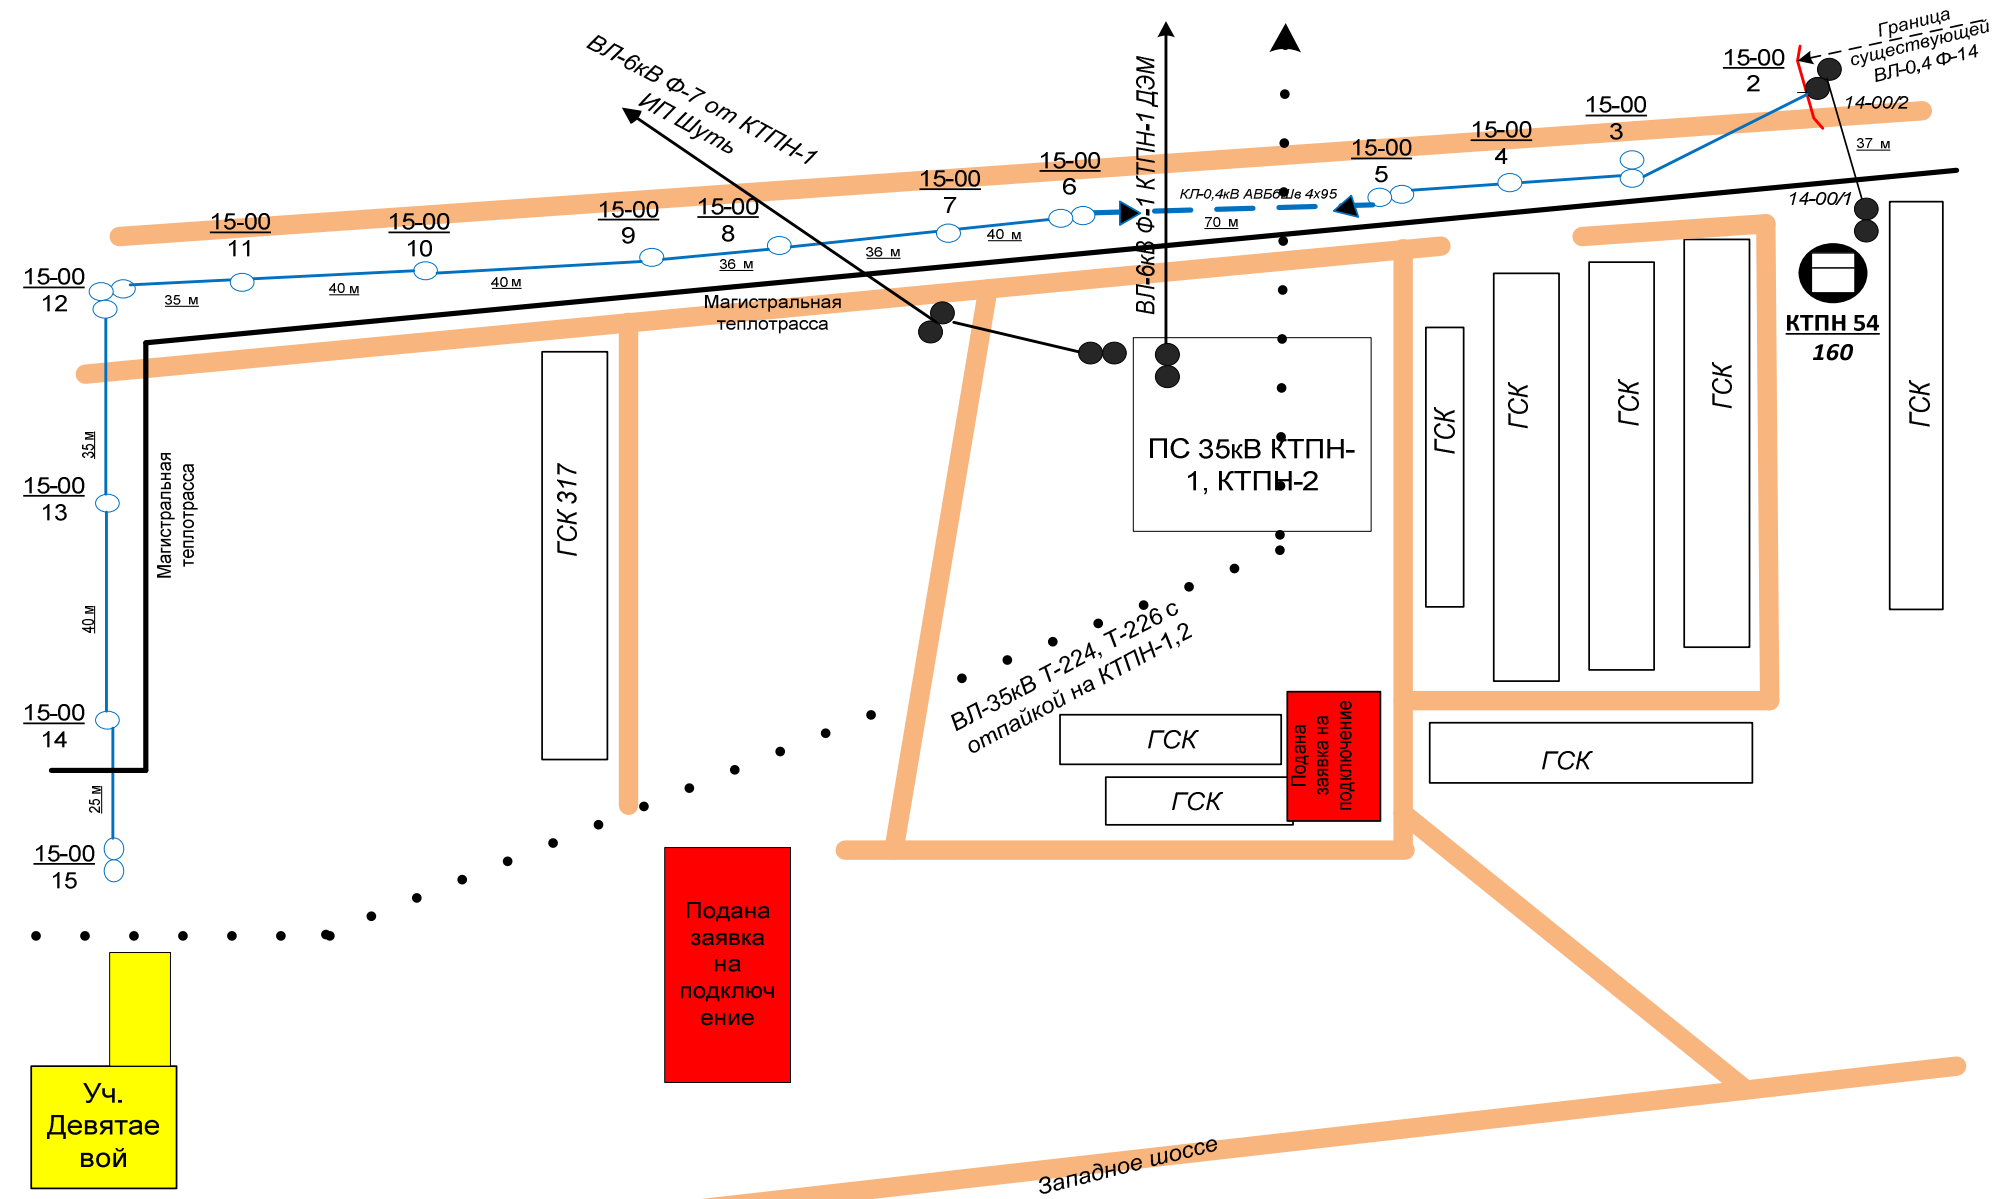 Граница
существующей
ВЛ-0,4 Ф-14
ВЛ-6кВ Ф-7 от КТПН-1
ИП Шуть
ВЛ-6кВ Ф-1 КТПН-1 ДЭМ
15-00
2
14-00/2
37 м
14-00/1
15-00
3
15-00
4
15-00
5
КЛ-0,4кВ АВБбШв 4х95
70 м
15-00
6
40 м
15-00
7
36 м
15-00
8
36 м
15-00
9
40 м
15-00
10
40 м
15-00
11
35 м
15-00
12
35 м
15-00
13
40 м
15-00
14
25 м
15-00
15
Магистральная
теплотрасса
Магистральная
теплотрасса
КТПН 54
160
ГСК 317
ПС 35кВ КТПН-
1, КТПН-2
ГСК
ГСК
ГСК
ГСК
ГСК
ВЛ-35кВ Т-224, Т-226 с
отпайкой на КТПН-1,2
ГСК
ГСК
Подана
заявка на
подключение
ГСК
Подана
заявка
на
подключ
ение
Уч.
Девятае
вой
Западное шоссе